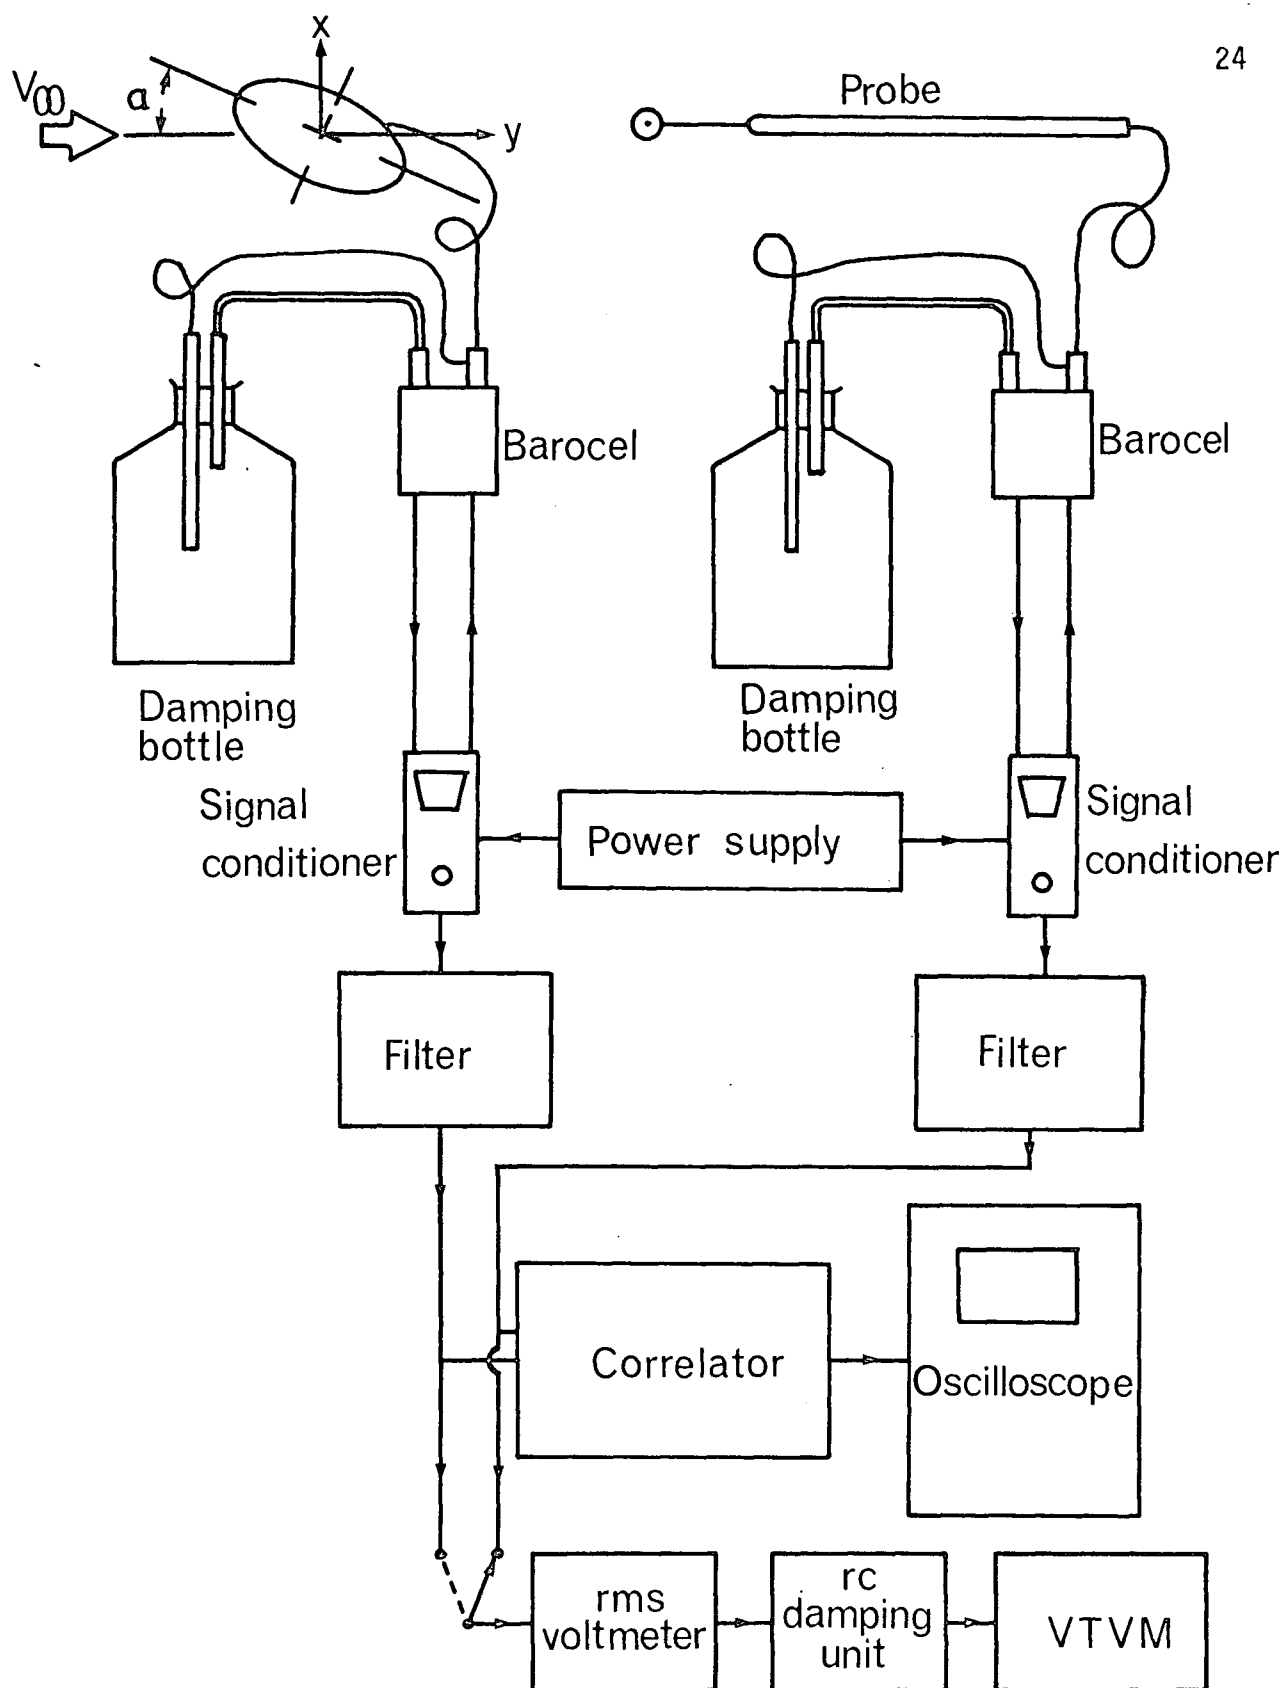 24
x
V∞
α
y
Probe
Barocel
Barocel
Damping
bottle
Damping
bottle
Signal
conditioner
Power supply
Signal
conditioner
Filter
Filter
Correlator
Oscilloscope
rms
voltmeter
rc
damping
unit
VTVM